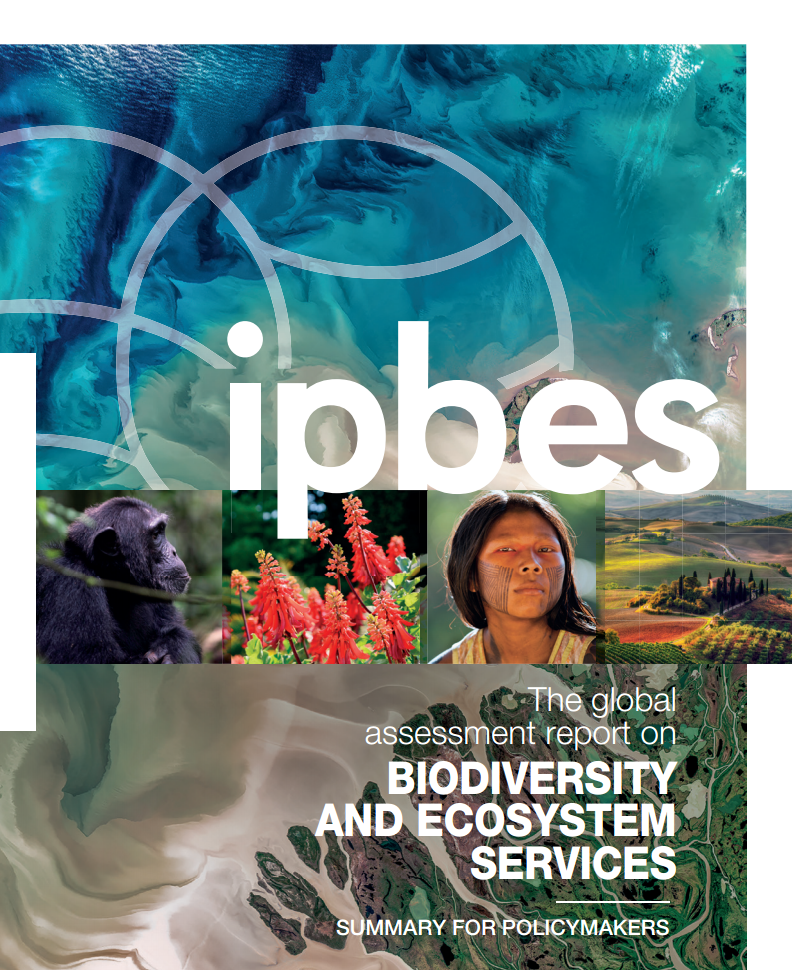 ipbes
The global
assessment report on
BIODIVERSITY
AND ECOSYSTEM
SERVICES
SUMMARY FOR POLICYMAKERS